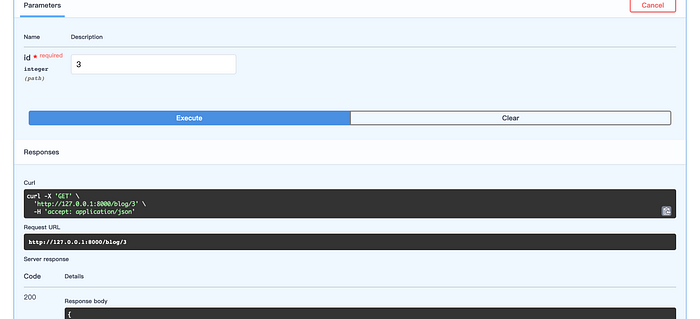 Parameters
Cancel
Name Description
id * required
integer
(path)
3
Execute Clear
Responses
Curl
curl -X 'GET' \
'http://127.0.0.1:8000/blog/3' \
-H 'accept: application/json'
Request URL
http://127.0.0.1:8000/blog/3
Server response
Code Details
200
Response body
{